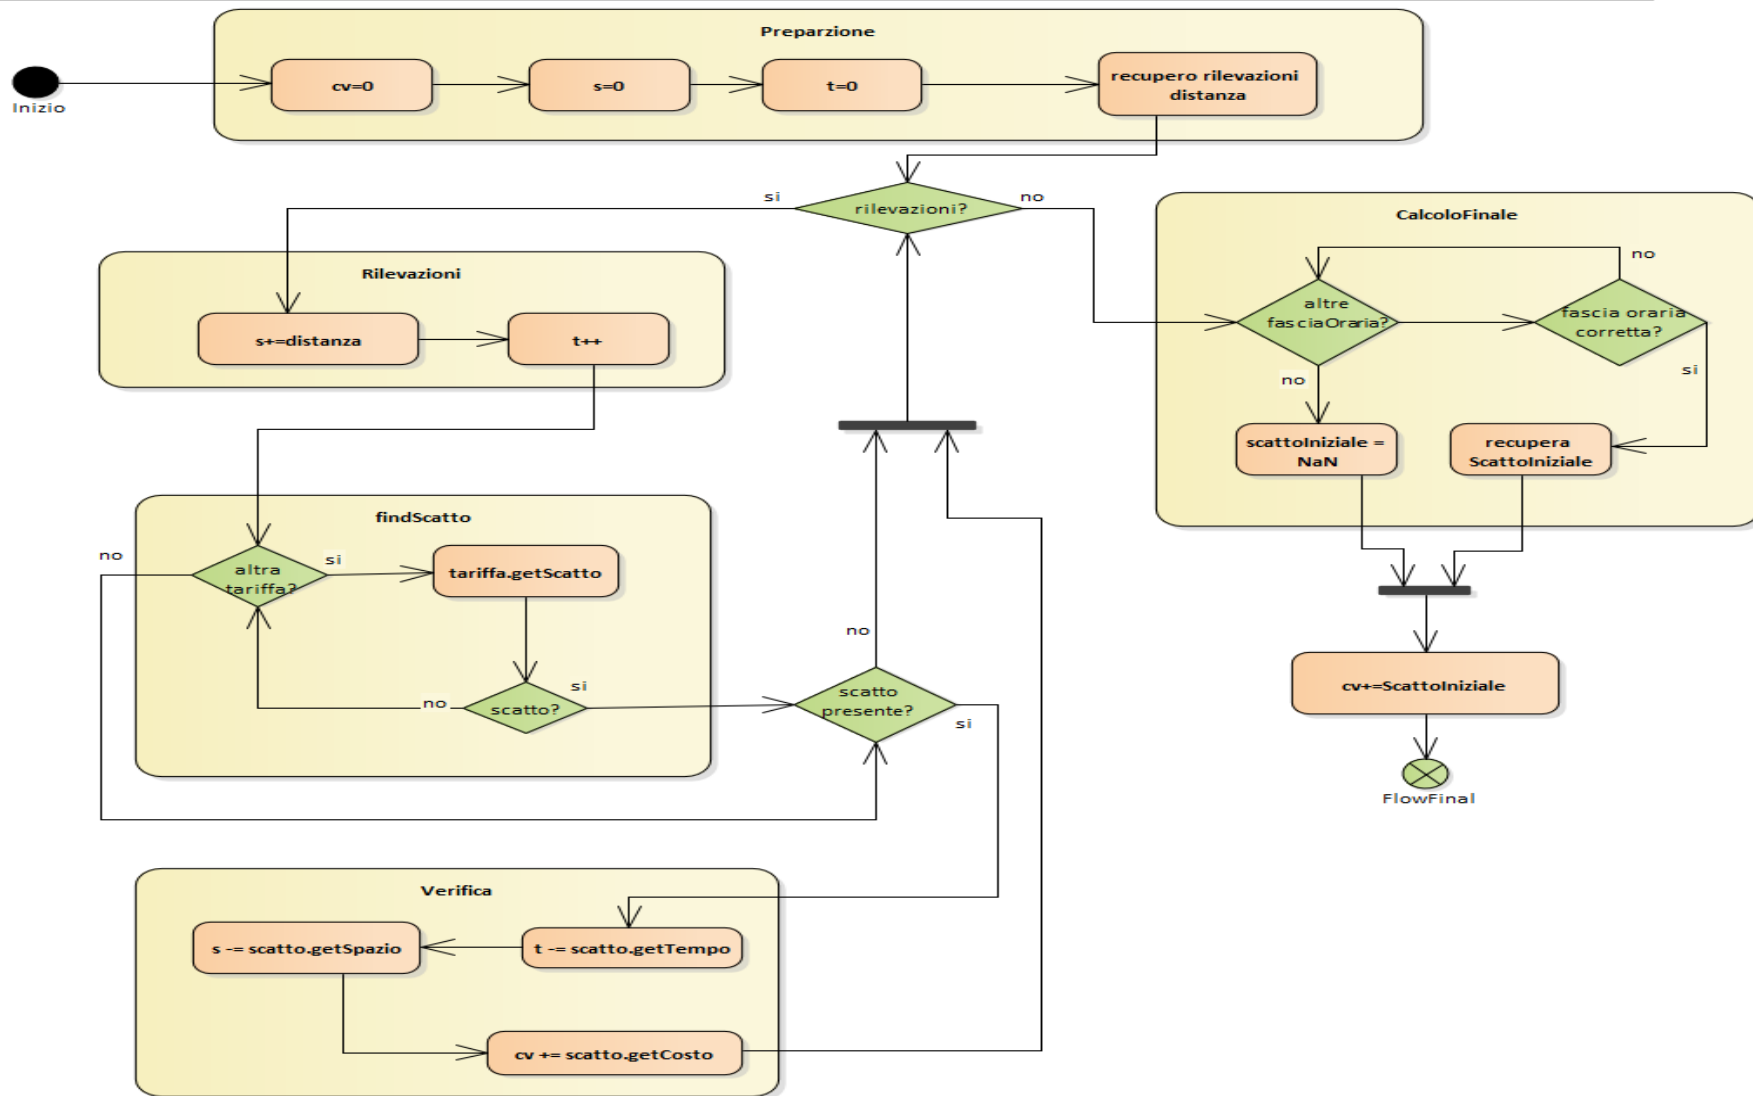 Preparzione
Inizio
cv=0
s=0
t=0
recupero rilevazioni
distanza
si
rilevazioni?
no
CalcoloFinale
no
altre
fasciaOraria?
fascia oraria
corretta?
no
si
scattoIniziale =
NaN
recupera
ScattoIniziale
Rilevazioni
s+=distanza
t++
findScatto
no
altra
tariffa?
si
tariffa.getScatto
no
scatto?
si
no
scatto
presente?
si
cv+=ScattoIniziale
FlowFinal
Verifica
s -= scatto.getSpazio
t -= scatto.getTempo
cv += scatto.getCosto